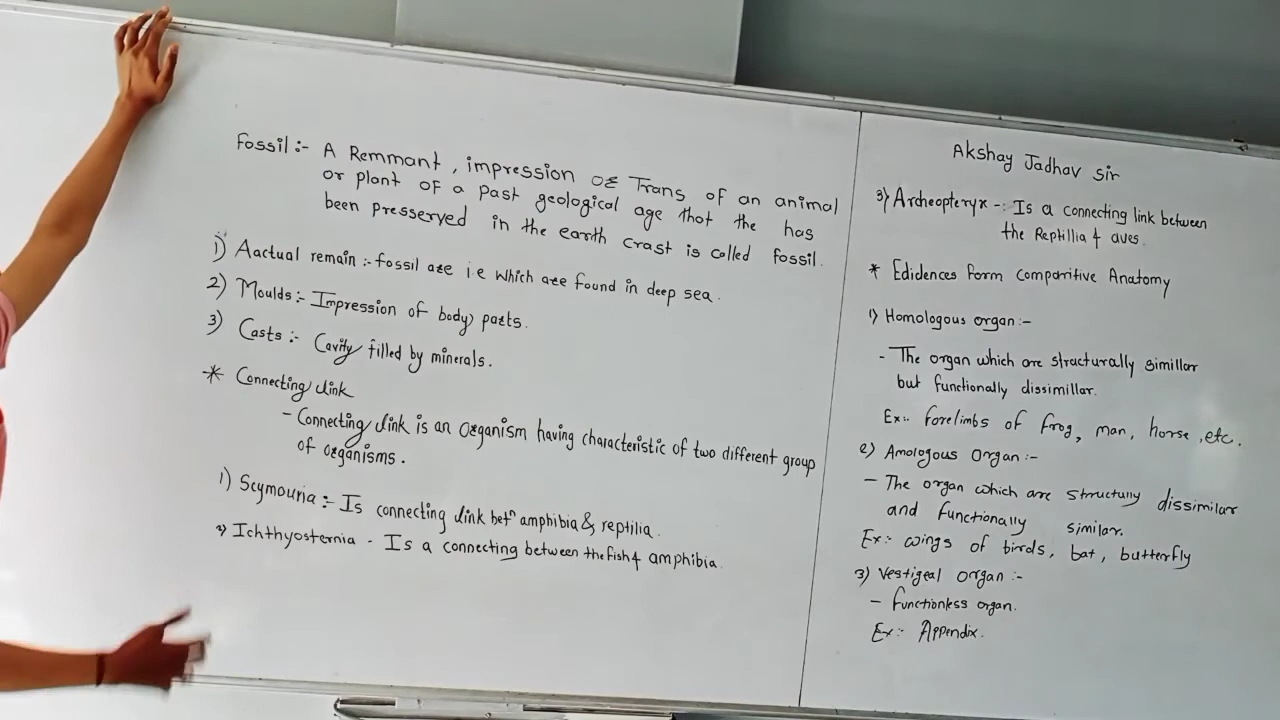 Fossil :- A Remmant, impression OR Trans of an animal
or plant of a past geological age that the has
been presserved in the earth crast is called fossil.
1) Aactual remain :- fossil are i.e which are found in deep sea.
2) Moulds :- Impression of body parts.
3) Casts :- Cavity filled by minerals.
* Connecting link
- Connecting link is an organism having characteristic of two different group
of organisms.
1) Seymouria :- Is connecting link betⁿ amphibia & reptilia.
2) Ichthyosternia - Is a connecting between the fish & amphibia
Akshay Jadhav sir
3) Archeopteryx -: Is a connecting link between
the Reptillia & aves.
* Edidences form comparitive Anatomy
1) Homologous organ :-
- The organ which are structurally simillar
but functionally dissimillar.
Ex:- forelimbs of frog, man, horse, etc.
2) Amologous Organ :-
- The organ which are structully dissimilar
and functionally similar.
Ex:- wings of birds, bat, butterfly
3) Vestigeal organ :-
- functionless organ.
Ex:- Appendix.